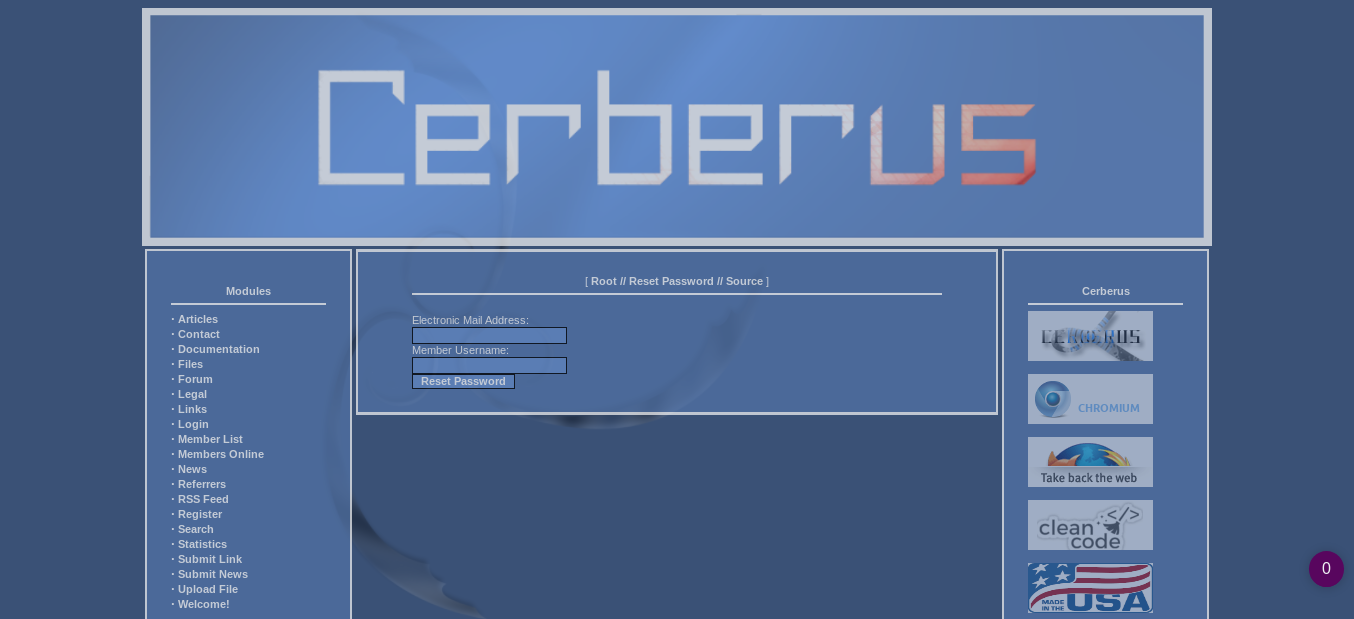 Cerberus
Modules
· Articles
· Contact
· Documentation
· Files
· Forum
· Legal
· Links
· Login
· Member List
· Members Online
· News
· Referrers
· RSS Feed
· Register
· Search
· Statistics
· Submit Link
· Submit News
· Upload File
· Welcome!
[ Root // Reset Password // Source ]
Electronic Mail Address:
Member Username:
Reset Password
Cerberus
CERBERUS
CHROMIUM
Take back the web
clean </>
code
MADE
IN THE USA
0